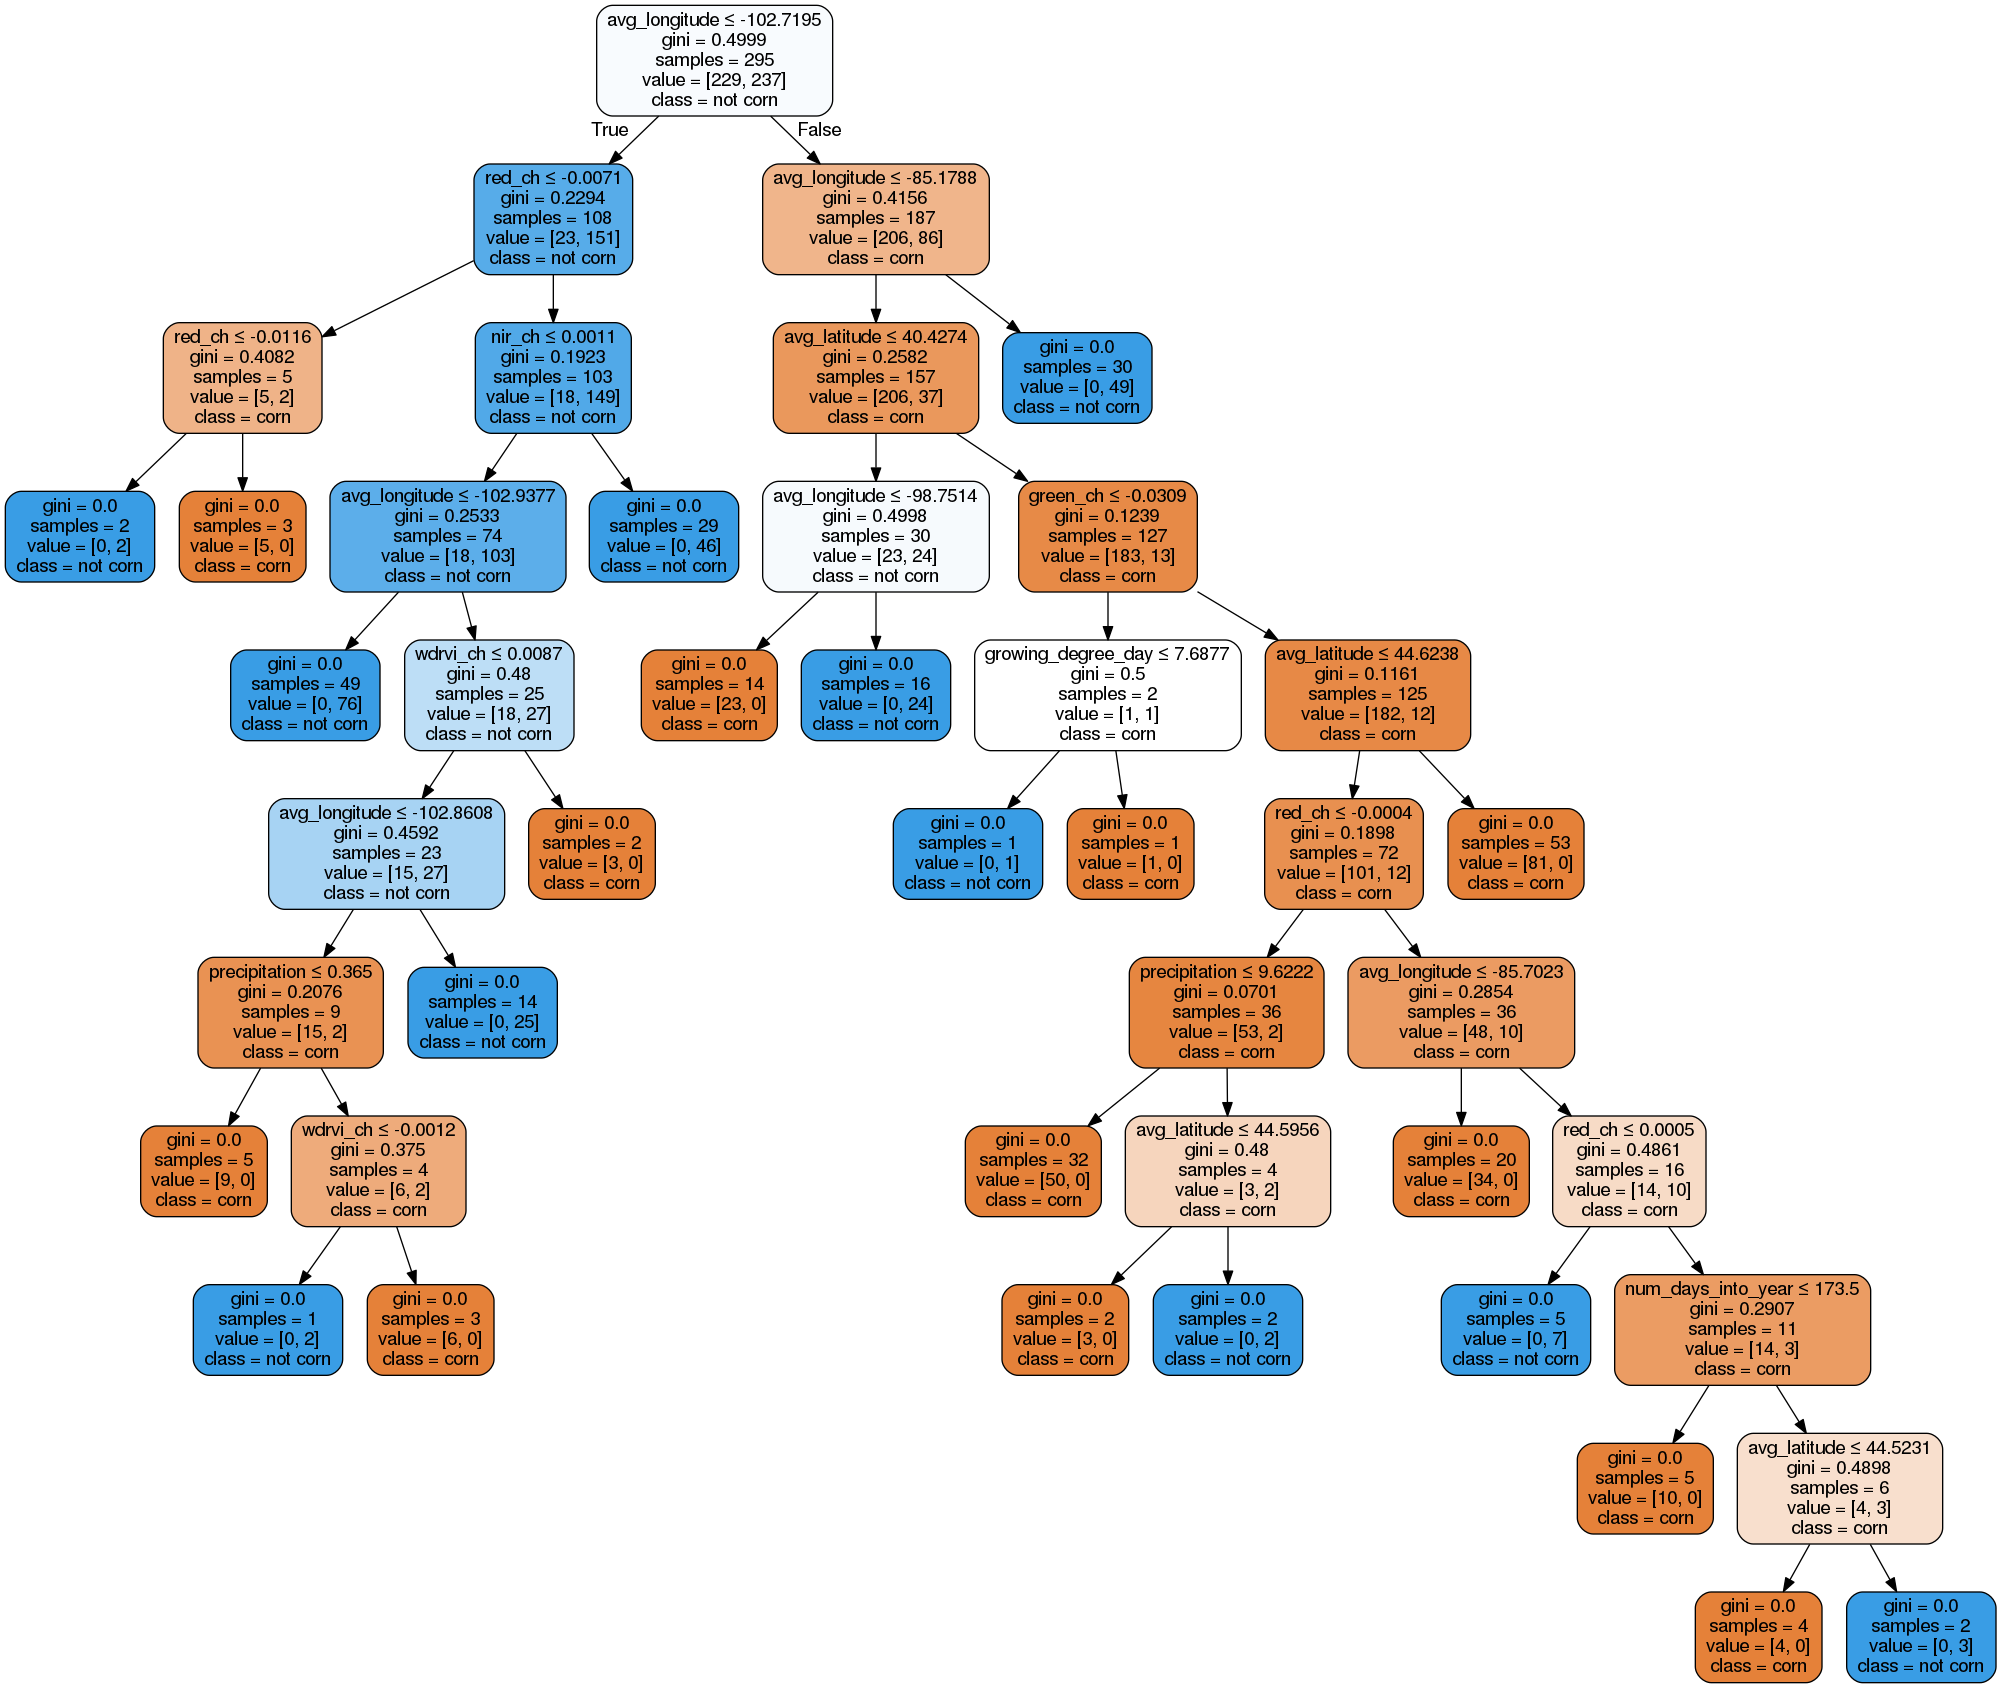 avg_longitude ≤ -102.7195
gini = 0.4999
samples = 295
value = [229, 237]
class = not corn
True
False
red_ch ≤ -0.0071
gini = 0.2294
samples = 108
value = [23, 151]
class = not corn
avg_longitude ≤ -85.1788
gini = 0.4156
samples = 187
value = [206, 86]
class = corn
red_ch ≤ -0.0116
gini = 0.4082
samples = 5
value = [5, 2]
class = corn
nir_ch ≤ 0.0011
gini = 0.1923
samples = 103
value = [18, 149]
class = not corn
avg_latitude ≤ 40.4274
gini = 0.2582
samples = 157
value = [206, 37]
class = corn
gini = 0.0
samples = 30
value = [0, 49]
class = not corn
gini = 0.0
samples = 2
value = [0, 2]
class = not corn
gini = 0.0
samples = 3
value = [5, 0]
class = corn
avg_longitude ≤ -102.9377
gini = 0.2533
samples = 74
value = [18, 103]
class = not corn
gini = 0.0
samples = 29
value = [0, 46]
class = not corn
avg_longitude ≤ -98.7514
gini = 0.4998
samples = 30
value = [23, 24]
class = not corn
green_ch ≤ -0.0309
gini = 0.1239
samples = 127
value = [183, 13]
class = corn
gini = 0.0
samples = 49
value = [0, 76]
class = not corn
wdrvi_ch ≤ 0.0087
gini = 0.48
samples = 25
value = [18, 27]
class = not corn
gini = 0.0
samples = 14
value = [23, 0]
class = corn
gini = 0.0
samples = 16
value = [0, 24]
class = not corn
growing_degree_day ≤ 7.6877
gini = 0.5
samples = 2
value = [1, 1]
class = corn
avg_latitude ≤ 44.6238
gini = 0.1161
samples = 125
value = [182, 12]
class = corn
avg_longitude ≤ -102.8608
gini = 0.4592
samples = 23
value = [15, 27]
class = not corn
gini = 0.0
samples = 2
value = [3, 0]
class = corn
gini = 0.0
samples = 1
value = [0, 1]
class = not corn
gini = 0.0
samples = 1
value = [1, 0]
class = corn
red_ch ≤ -0.0004
gini = 0.1898
samples = 72
value = [101, 12]
class = corn
gini = 0.0
samples = 53
value = [81, 0]
class = corn
precipitation ≤ 0.365
gini = 0.2076
samples = 9
value = [15, 2]
class = corn
gini = 0.0
samples = 14
value = [0, 25]
class = not corn
precipitation ≤ 9.6222
gini = 0.0701
samples = 36
value = [53, 2]
class = corn
avg_longitude ≤ -85.7023
gini = 0.2854
samples = 36
value = [48, 10]
class = corn
gini = 0.0
samples = 5
value = [9, 0]
class = corn
wdrvi_ch ≤ -0.0012
gini = 0.375
samples = 4
value = [6, 2]
class = corn
gini = 0.0
samples = 32
value = [50, 0]
class = corn
avg_latitude ≤ 44.5956
gini = 0.48
samples = 4
value = [3, 2]
class = corn
gini = 0.0
samples = 20
value = [34, 0]
class = corn
red_ch ≤ 0.0005
gini = 0.4861
samples = 16
value = [14, 10]
class = corn
gini = 0.0
samples = 1
value = [0, 2]
class = not corn
gini = 0.0
samples = 3
value = [6, 0]
class = corn
gini = 0.0
samples = 2
value = [3, 0]
class = corn
gini = 0.0
samples = 2
value = [0, 2]
class = not corn
gini = 0.0
samples = 5
value = [0, 7]
class = not corn
num_days_into_year ≤ 173.5
gini = 0.2907
samples = 11
value = [14, 3]
class = corn
gini = 0.0
samples = 5
value = [10, 0]
class = corn
avg_latitude ≤ 44.5231
gini = 0.4898
samples = 6
value = [4, 3]
class = corn
gini = 0.0
samples = 4
value = [4, 0]
class = corn
gini = 0.0
samples = 2
value = [0, 3]
class = not corn